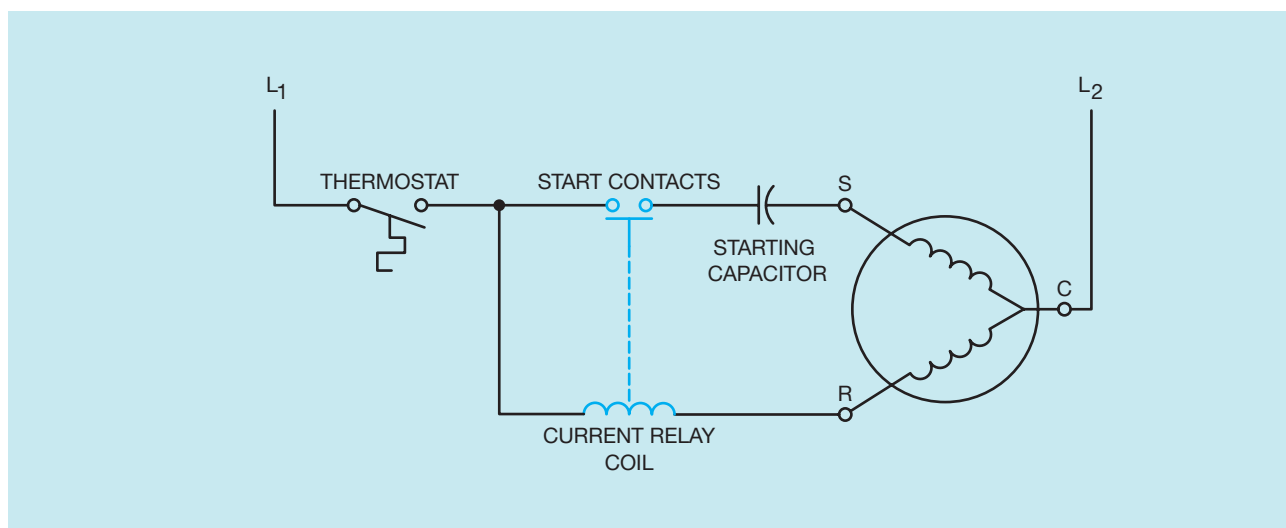 L1
L2
THERMOSTAT
START CONTACTS
S
STARTING
CAPACITOR
C
R
CURRENT RELAY
COIL